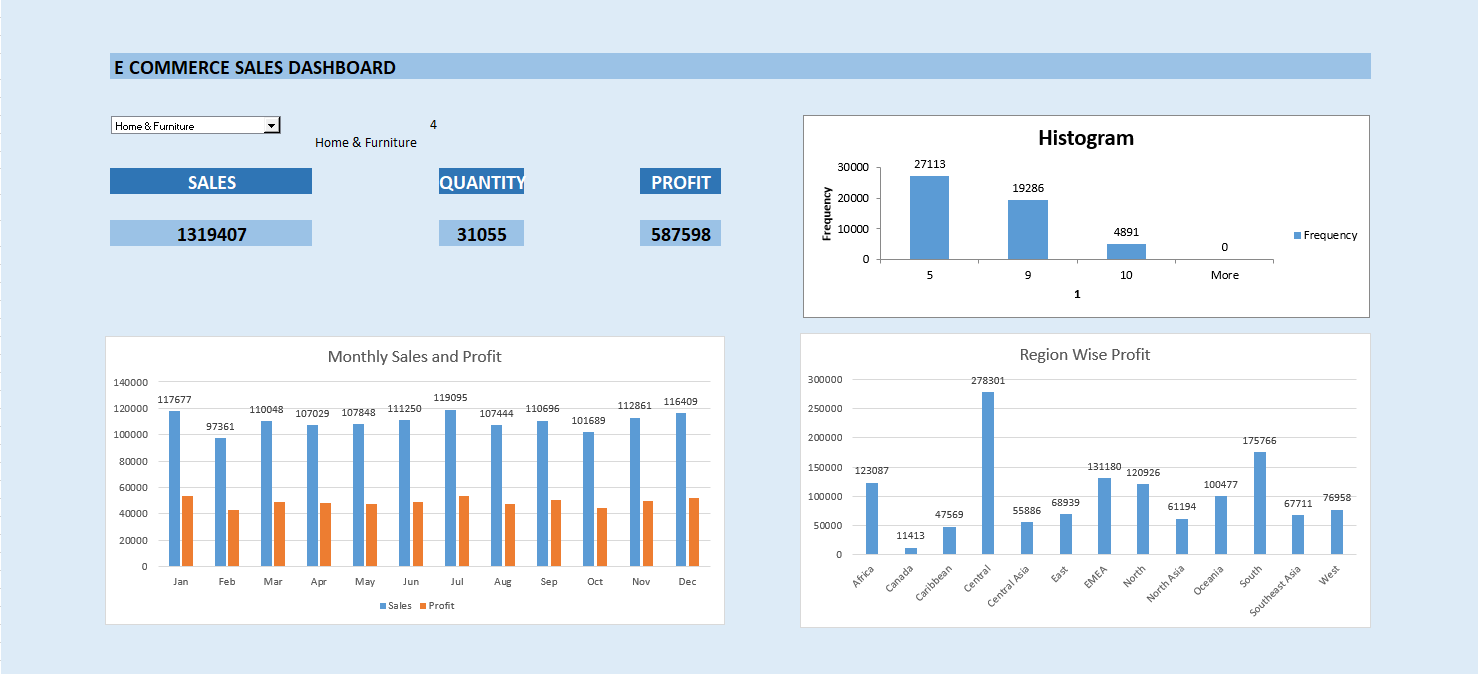 E COMMERCE SALES DASHBOARD
Home & Furniture
4
Home & Furniture
SALES QUANTITY PROFIT
1319407 31055 587598
Histogram
Frequency
30000
20000
10000
0
27113 19286 4891 0
5 9 10 More
1
Frequency
Monthly Sales and Profit
140000
120000
100000
80000
60000
40000
20000
0
117677 97361 110048 107029 107848 111250 119095 107444 110696 101689 112861 116409
Jan Feb Mar Apr May Jun Jul Aug Sep Oct Nov Dec
Sales Profit
Region Wise Profit
300000
250000
200000
150000
100000
50000
0
123087 11413 47569 278301 55886 68939 131180 120926 61194 100477 175766 67711 76958
Africa Canada Caribbean Central Central Asia East EMEA North North Asia Oceania South Southeast Asia West